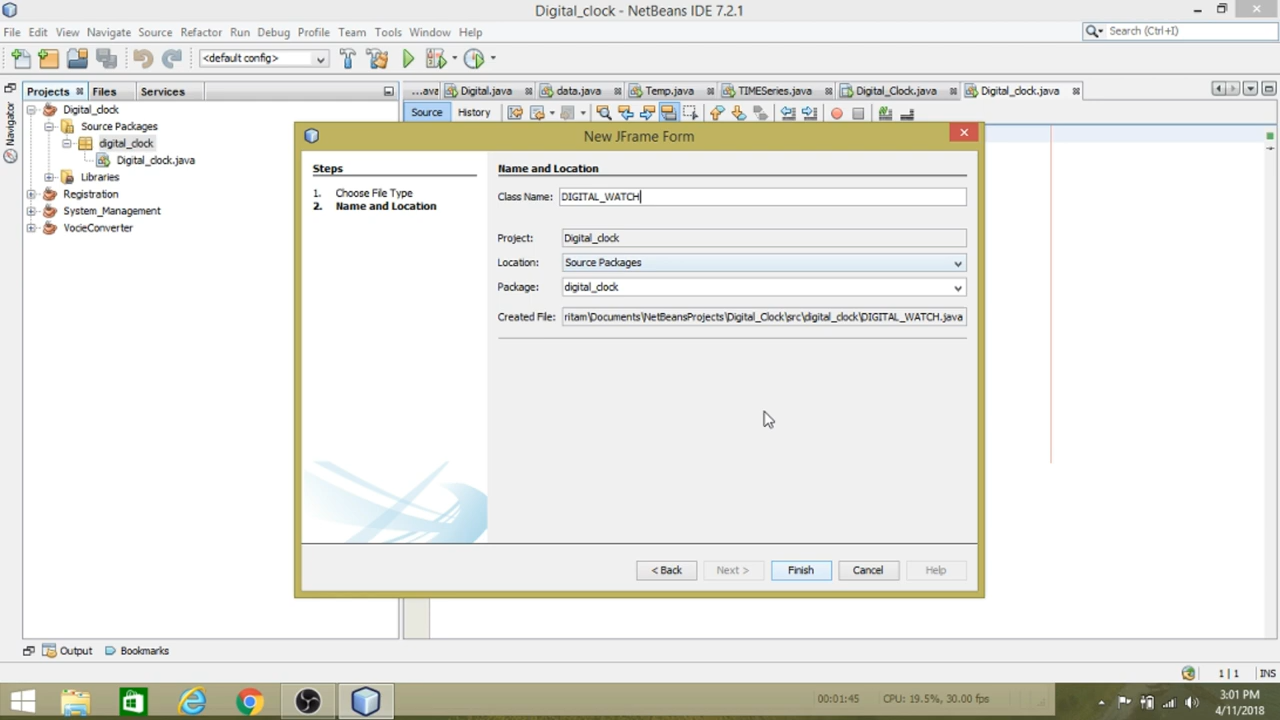 Digital_clock - NetBeans IDE 7.2.1
File Edit View Navigate Source Refactor Run Debug Profile Team Tools Window Help
Search (Ctrl+I)
<default config>
Projects Files Services
...ava Digital.java data.java Temp.java TIMESeries.java Digital_Clock.java Digital_clock.java
Navigator
Source History
Digital_clock
Source Packages
digital_clock
Digital_clock.java
Libraries
Registration
System_Management
VocieConverter
New JFrame Form
Steps
1. Choose File Type
2. Name and Location
Name and Location
Class Name: DIGITAL_WATCH
Project: Digital_clock
Location: Source Packages
Package: digital_clock
Created File: ritam\Documents\NetBeansProjects\Digital_Clock\src\digital_clock\DIGITAL_WATCH.java
< Back Next > Finish Cancel Help
Output Bookmarks
1 | 1 INS
00:01:45 CPU: 19.5%, 30.00 fps
3:01 PM
4/11/2018